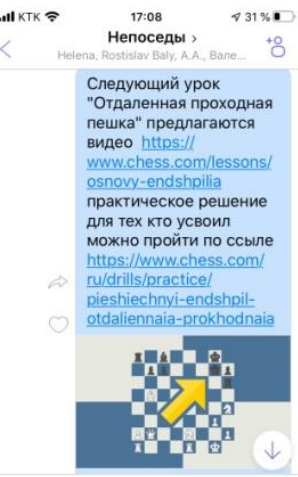 КТК 17:08 31 %
Непоседы >
Helena, Rostislav Baly, A.A., Вале...
Следующий урок
"Отдаленная проходная
пешка" предлагаются
видео https://
www.chess.com/lessons/
osnovy-endshpilia
практическое решение
для тех кто усвоил
можно пройти по ссыле
https://www.chess.com/
ru/drills/practice/
pieshiechnyi-endshpil-
otdaliennaia-prokhodnaia